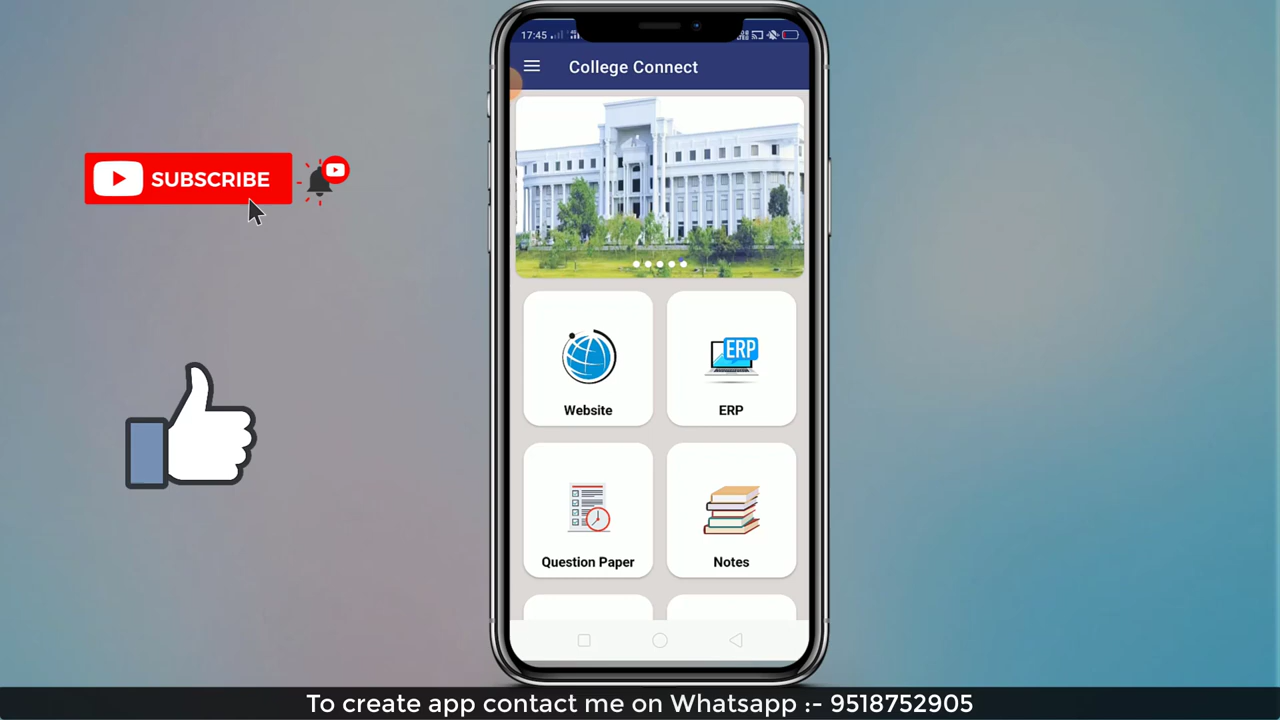 17:45
College Connect
SUBSCRIBE
ERP
Website
ERP
Question Paper
Notes
To create app contact me on Whatsapp :- 9518752905